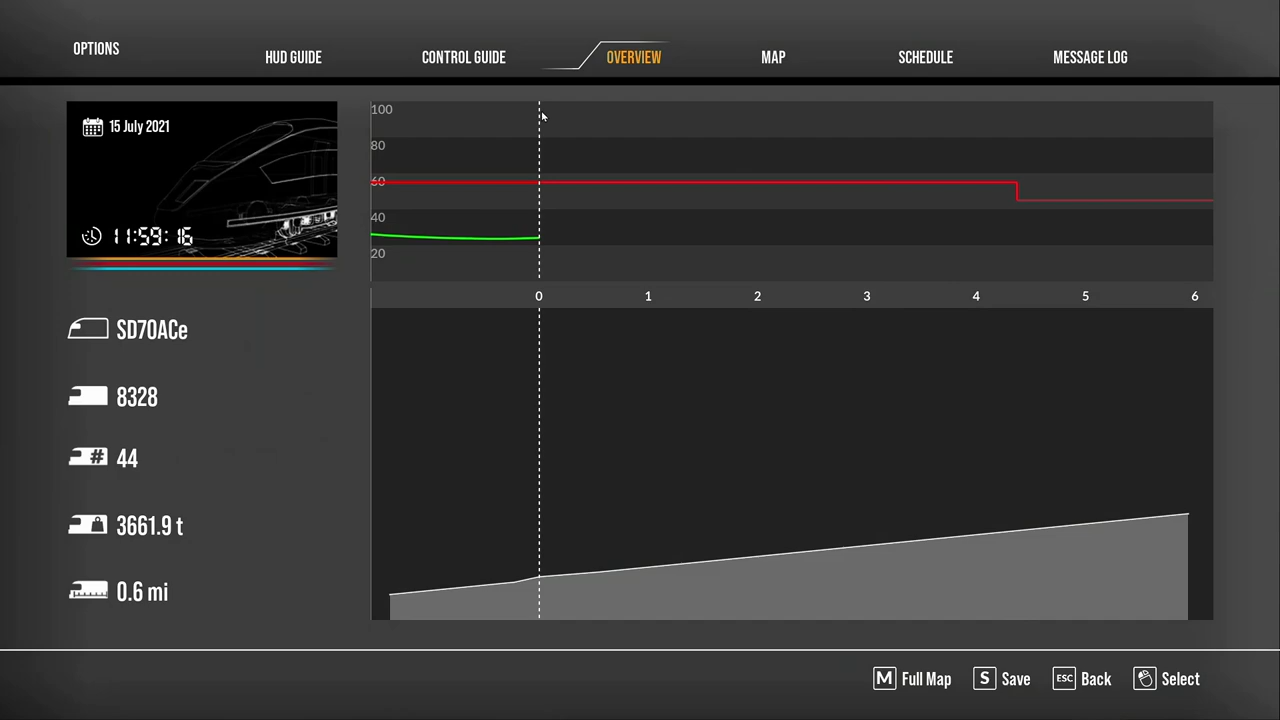 OPTIONS
HUD GUIDE
CONTROL GUIDE
OVERVIEW
MAP
SCHEDULE
MESSAGE LOG
15 July 2021
11:59:16
100
80
60
40
20
0 1 2 3 4 5 6
SD70ACe
8328
# 44
3661.9 t
0.6 mi
M Full Map
S Save
ESC Back
Select